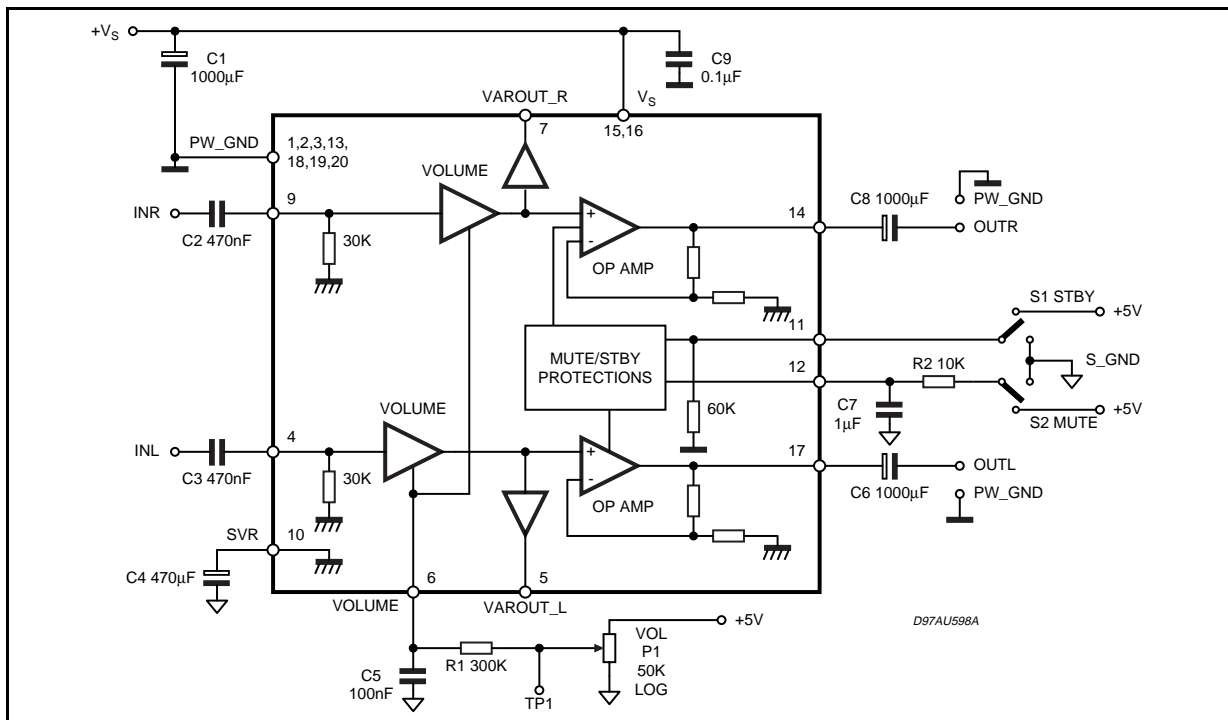 +VS
C1
1000µF
C9
0.1µF
VAROUT_R
VS
7
15,16
PW_GND
1,2,3,13,
18,19,20
VOLUME
INR
9
C2 470nF
30K
+
-
OP AMP
14
C8 1000µF
PW_GND
OUTR
11
S1 STBY
+5V
MUTE/STBY
PROTECTIONS
12
R2 10K
S_GND
60K
C7
1µF
S2 MUTE
+5V
VOLUME
INL
4
C3 470nF
30K
+
-
OP AMP
17
OUTL
C6 1000µF
PW_GND
SVR
10
C4 470µF
6
5
VOLUME
VAROUT_L
+5V
D97AU598A
R1 300K
VOL
P1
50K
LOG
C5
100nF
TP1